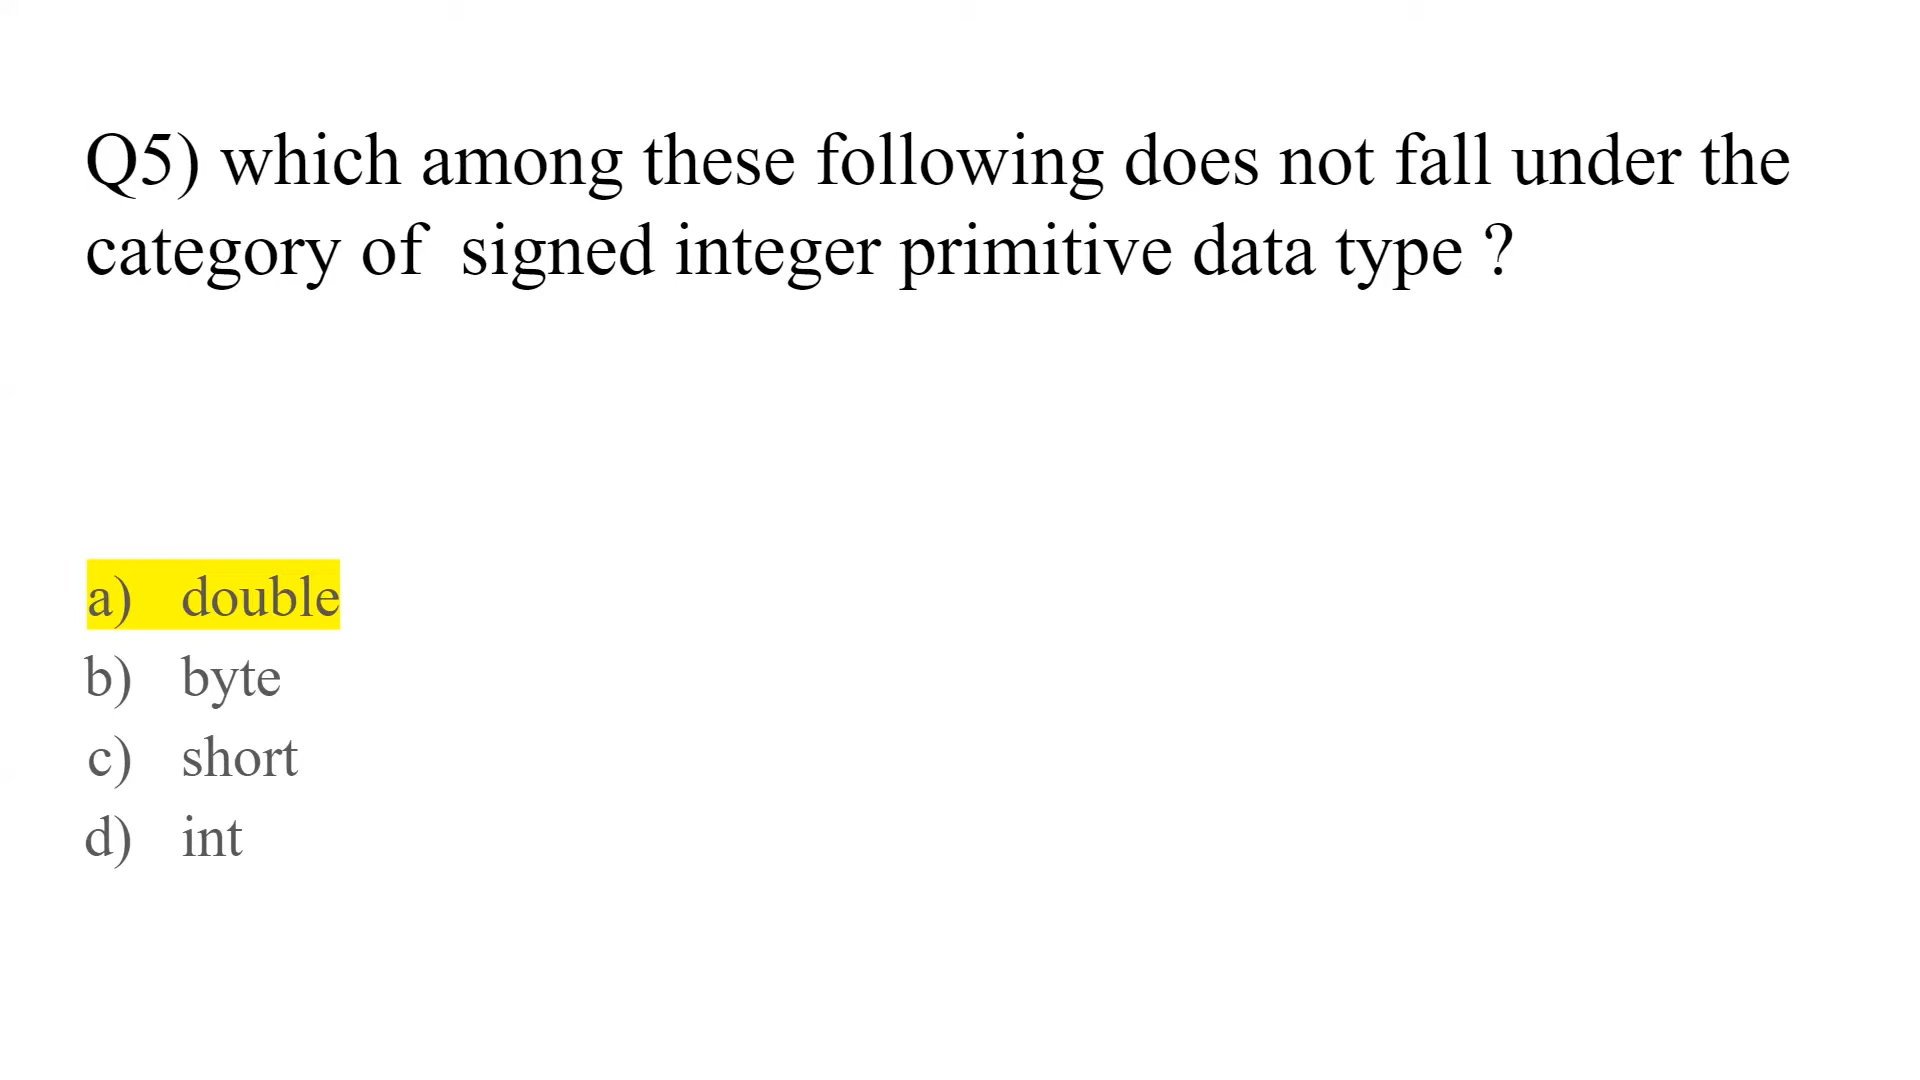 Q5) which among these following does not fall under the
category of  signed integer primitive data type ?
a) double
b) byte
c) short
d) int